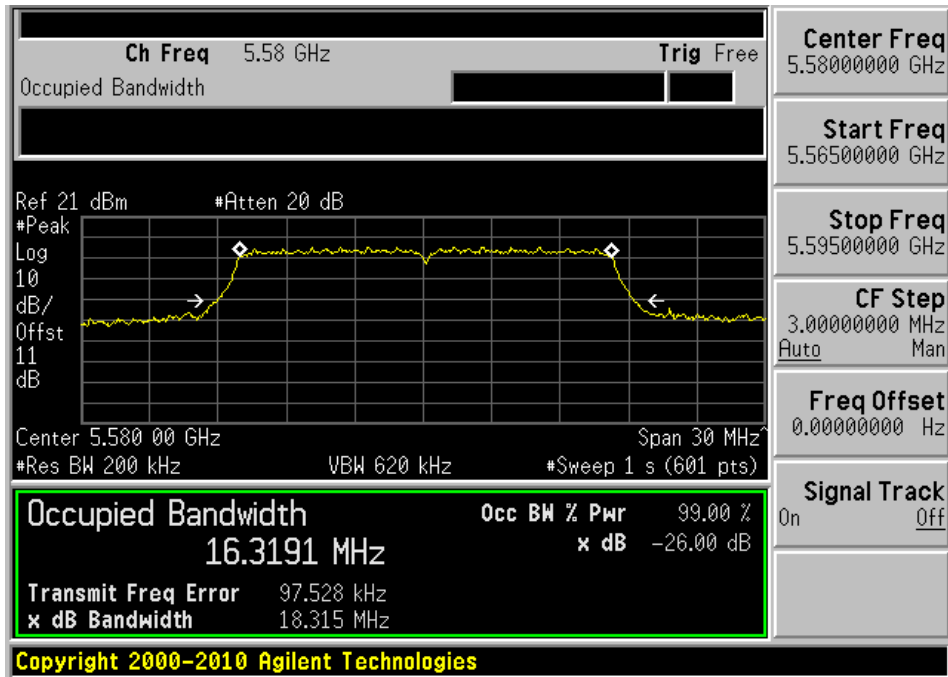 Ch Freq 5.58 GHz Trig Free
Occupied Bandwidth
Ref 21 dBm #Atten 20 dB
#Peak
Log
10
dB/
Offst
11
dB
Center 5.580 00 GHz Span 30 MHz^
#Res BW 200 kHz VBW 620 kHz #Sweep 1 s (601 pts)
Occupied Bandwidth
16.3191 MHz
Occ BW % Pwr 99.00 %
x dB -26.00 dB
Transmit Freq Error 97.528 kHz
x dB Bandwidth 18.315 MHz
Copyright 2000-2010 Agilent Technologies
Center Freq
5.58000000 GHz
Start Freq
5.56500000 GHz
Stop Freq
5.59500000 GHz
CF Step
3.00000000 MHz
Auto Man
Freq Offset
0.00000000 Hz
Signal Track
On Off